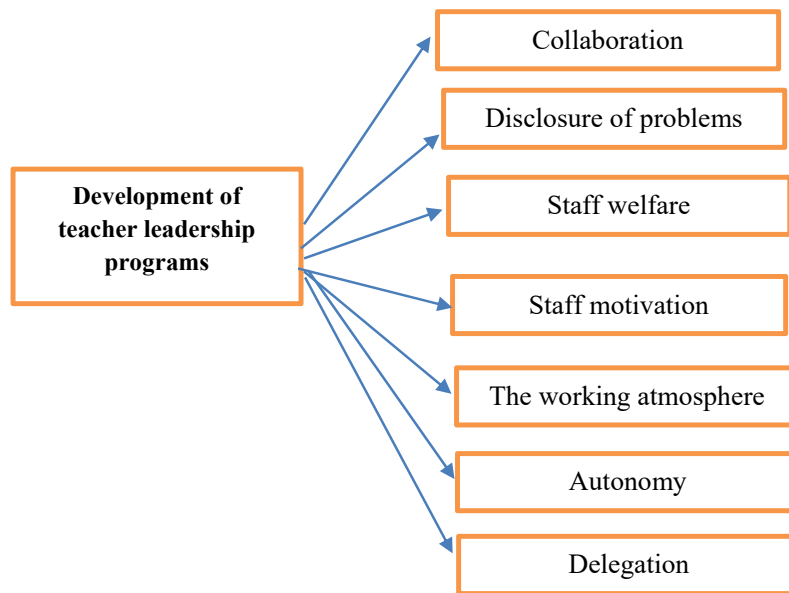 Development of
teacher leadership
programs
Collaboration
Disclosure of problems
Staff welfare
Staff motivation
The working atmosphere
Autonomy
Delegation